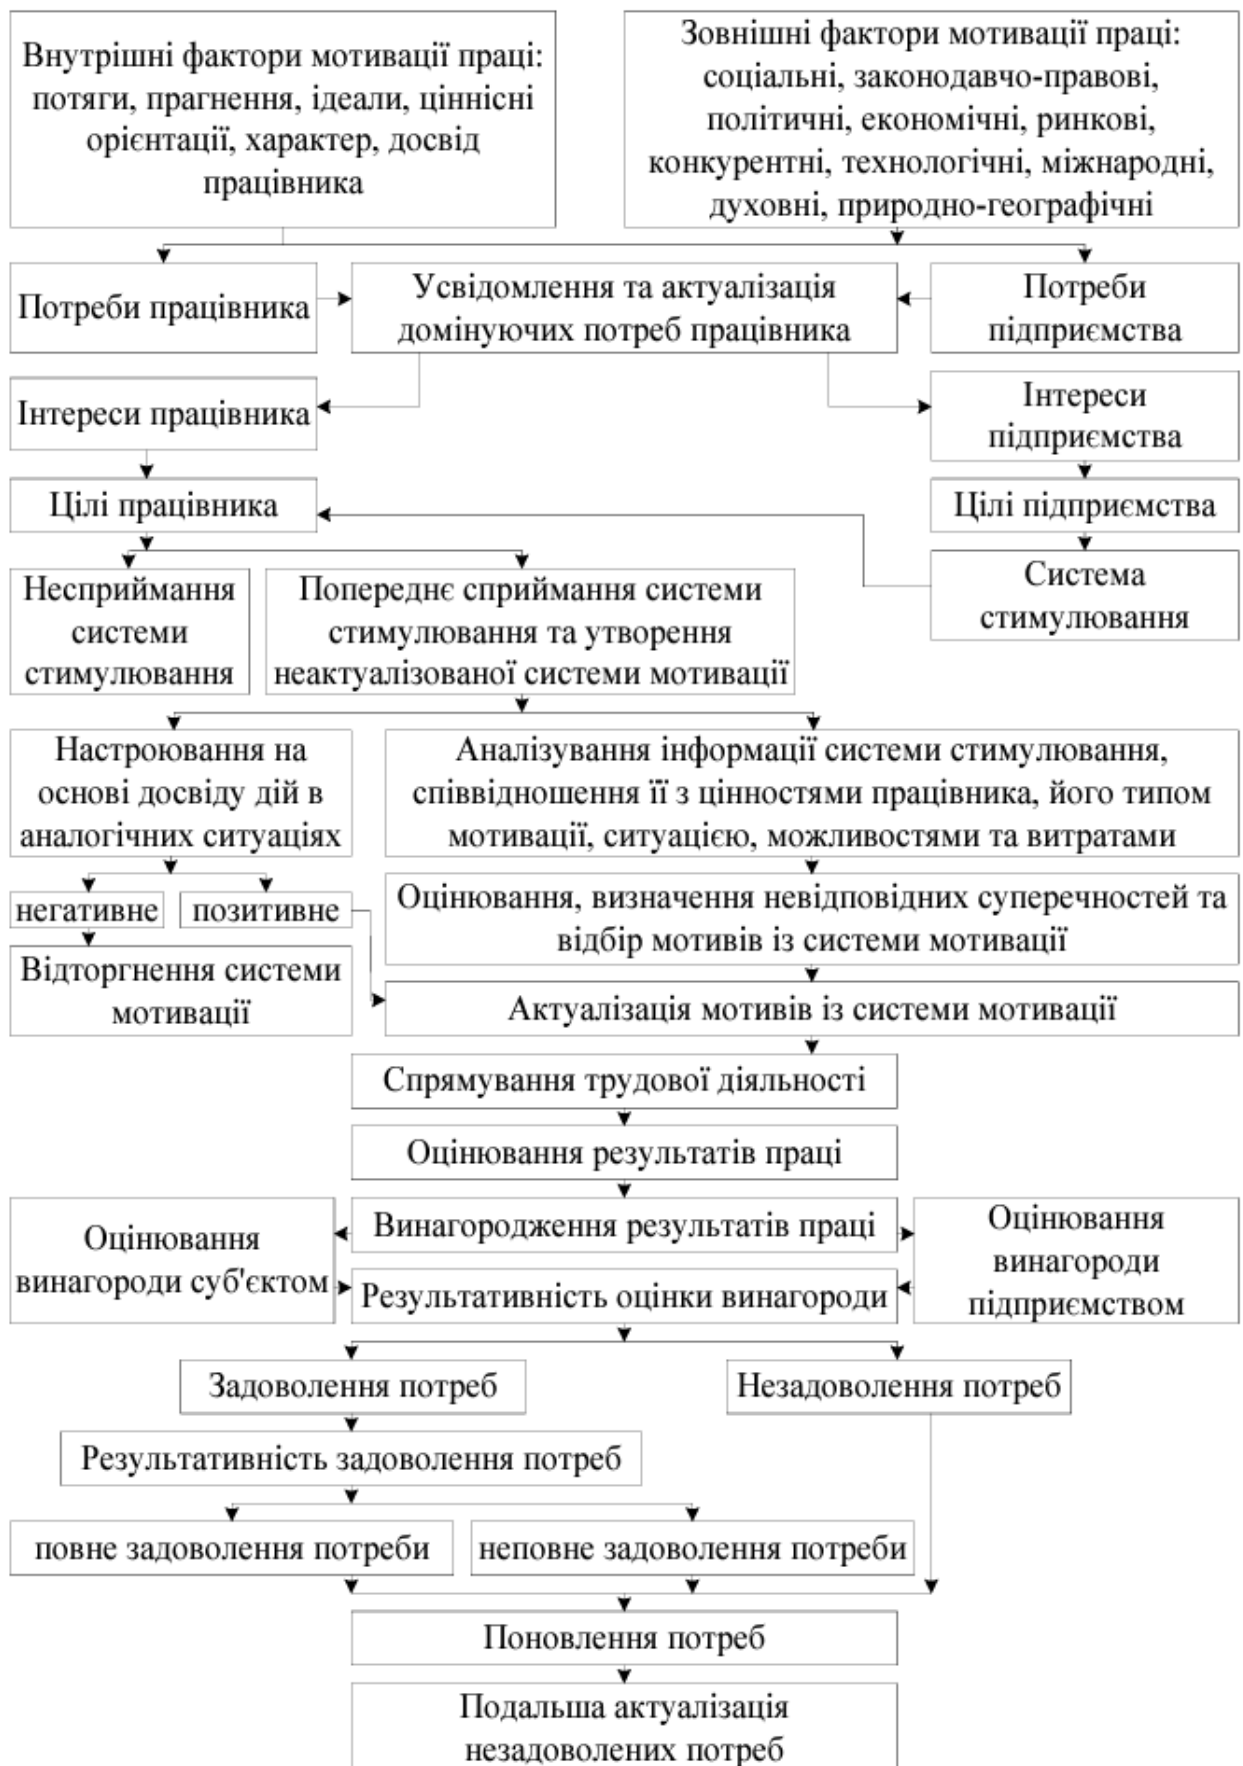 Внутрішні фактори мотивації праці:
потяги, прагнення, ідеали, ціннісні
орієнтації, характер, досвід
працівника
Зовнішні фактори мотивації праці:
соціальні, законодавчо-правові,
політичні, економічні, ринкові,
конкурентні, технологічні, міжнародні,
духовні, природно-географічні
Потреби працівника
Усвідомлення та актуалізація
домінуючих потреб працівника
Потреби
підприємства
Інтереси працівника
Інтереси
підприємства
Цілі працівника
Цілі підприємства
Несприймання
системи
стимулювання
Попереднє сприймання системи
стимулювання та утворення
неактуалізованої системи мотивації
Система
стимулювання
Настроювання на
основі досвіду дій в
аналогічних ситуаціях
Аналізування інформації системи стимулювання,
співвідношення її з цінностями працівника, його типом
мотивації, ситуацією, можливостями та витратами
негативне
позитивне
Оцінювання, визначення невідповідних суперечностей та
відбір мотивів із системи мотивації
Відторгнення системи
мотивації
Актуалізація мотивів із системи мотивації
Спрямування трудової діяльності
Оцінювання результатів праці
Оцінювання
винагороди суб'єктом
Винагородження результатів праці
Результативність оцінки винагороди
Оцінювання
винагороди
підприємством
Задоволення потреб
Незадоволення потреб
Результативність задоволення потреб
повне задоволення потреби
неповне задоволення потреби
Поновлення потреб
Подальша актуалізація
незадоволених потреб